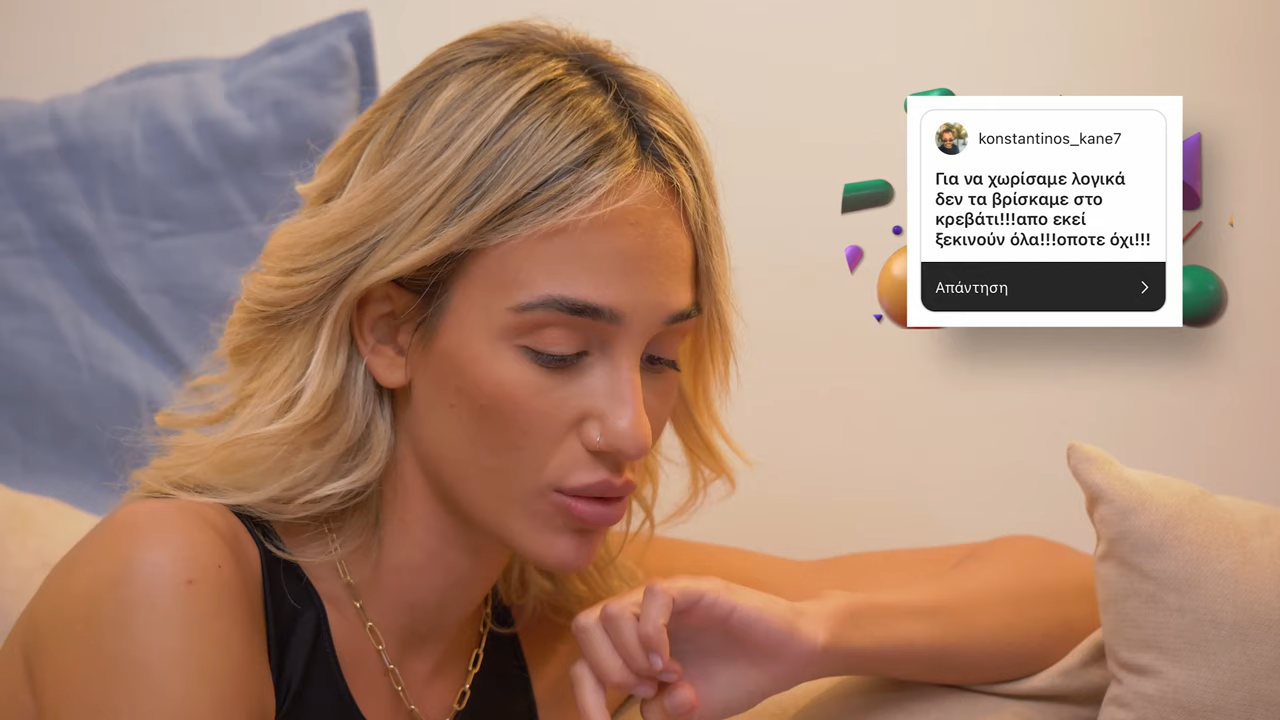 konstantinos_kane7
Για να χωρίσαμε λογικά
δεν τα βρίσκαμε στο
κρεβάτι!!!απο εκεί
ξεκινούν όλα!!!οποτε όχι!!!
Απάντηση